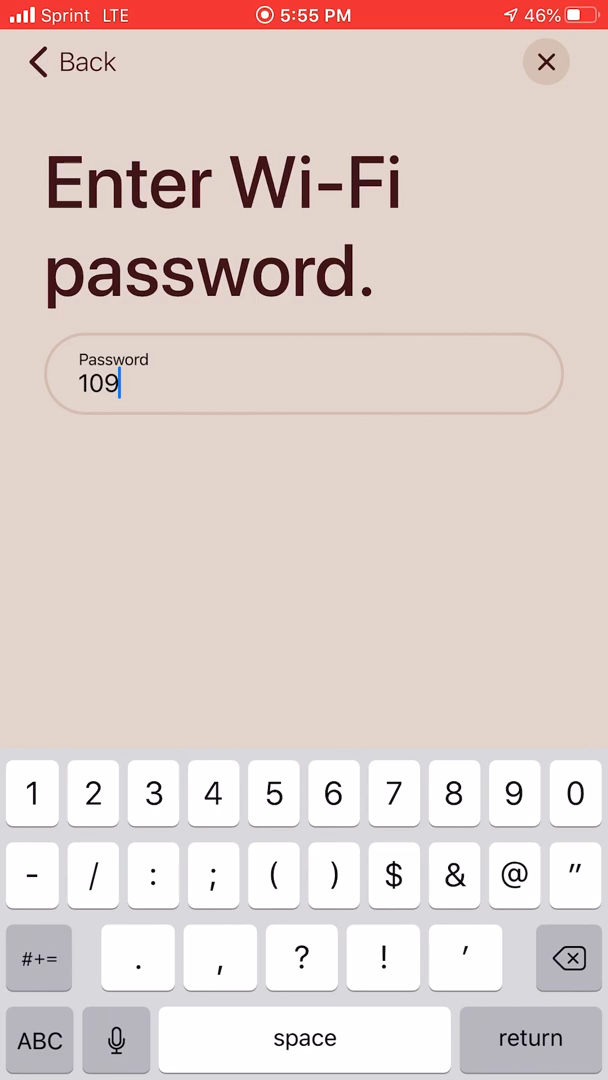 Sprint LTE 5:55 PM 46%
Back
Enter Wi-Fi
password.
Password
109
1 2 3 4 5 6 7 8 9 0
- / : ; ( ) $ & @ "
#+= . , ? ! '
ABC space return